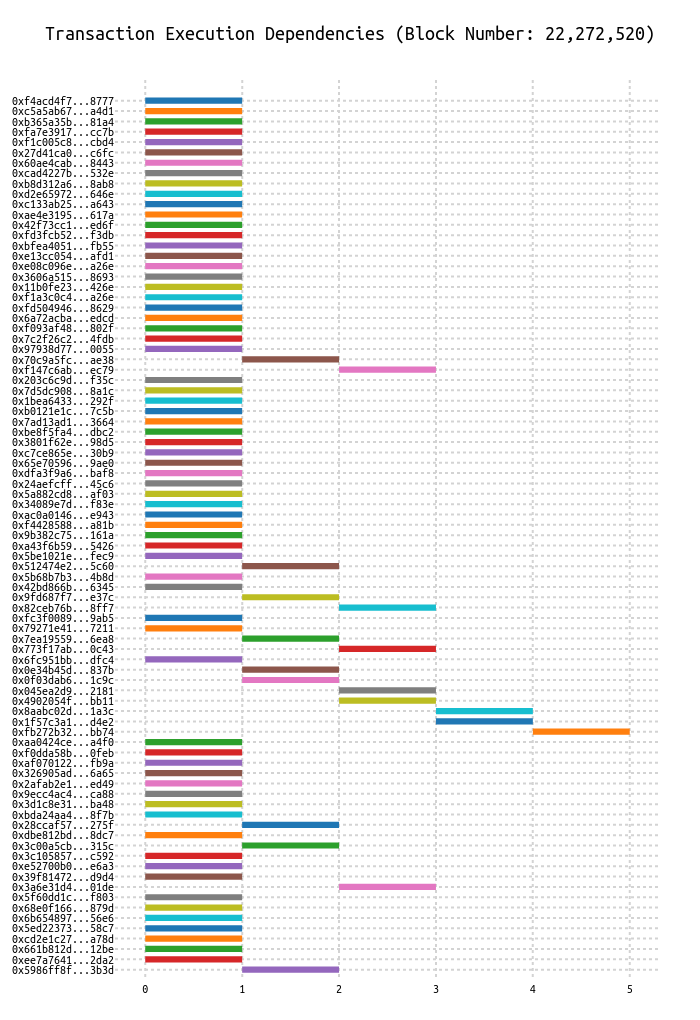 Transaction Execution Dependencies (Block Number: 22,272,520)
0xf4acd4f7...8777
0xc5a5ab67...a4d1
0xb365a35b...81a4
0xfa7e3917...cc7b
0xf1c005c8...cbd4
0x27d41ca0...c6fc
0x60ae4cab...8443
0xcad4227b...532e
0xb8d312a6...8ab8
0xd2e65972...646e
0xc133ab25...a643
0xae4e3195...617a
0x42f73cc1...ed6f
0xfd3fcb52...f3db
0xbfea4051...fb55
0xe13cc054...afd1
0xe08c096e...a26e
0x3606a515...8693
0x11b0fe23...426e
0xf1a3c0c4...a26e
0xfd504946...8629
0x6a72acba...edcd
0xf093af48...802f
0x7c2f26c2...4fdb
0x97938d77...0055
0x70c9a5fc...ae38
0xf147c6ab...ec79
0x203c6c9d...f35c
0x7d5dc908...8a1c
0x1bea6433...292f
0xb0121e1c...7c5b
0x7ad13ad1...3664
0xbe8f5fa4...dbc2
0x3801f62e...98d5
0xc7ce865e...30b9
0x65e70596...9ae0
0xdfa3f9a6...baf8
0x24aefcff...45c6
0x5a882cd8...af03
0x34089e7d...f83e
0xac0a0146...e943
0xf4428588...a81b
0x9b382c75...161a
0xa43f6b59...5426
0x5be1021e...fec9
0x512474e2...5c60
0x5b68b7b3...4b8d
0x42bd866b...6345
0x9fd687f7...e37c
0x82ceb76b...8ff7
0xfc3f0089...9ab5
0x79271e41...7211
0x7ea19559...6ea8
0x773f17ab...0c43
0x6fc951bb...dfc4
0x0e34b45d...837b
0x0f03dab6...1c9c
0x045ea2d9...2181
0x4902054f...bb11
0x8aabc02d...1a3c
0x1f57c3a1...d4e2
0xfb272b32...bb74
0xaa0424ce...a4f0
0xf0dda58b...0feb
0xaf070122...fb9a
0x326905ad...6a65
0x2afab2e1...ed49
0x9ecc4ac4...ca88
0x3d1c8e31...ba48
0xbda24aa4...8f7b
0x28ccaf57...275f
0xdbe812bd...8dc7
0x3c00a5cb...315c
0x3c105857...c592
0xe52700b0...e6a3
0x39f81472...d9d4
0x3a6e31d4...01de
0x5f60dd1c...f803
0x68e0f166...879d
0x6b654897...56e6
0x5ed22373...58c7
0xcd2e1c27...a78d
0x661b812d...12be
0xee7a7641...2da2
0x5986ff8f...3b3d
0 1 2 3 4 5